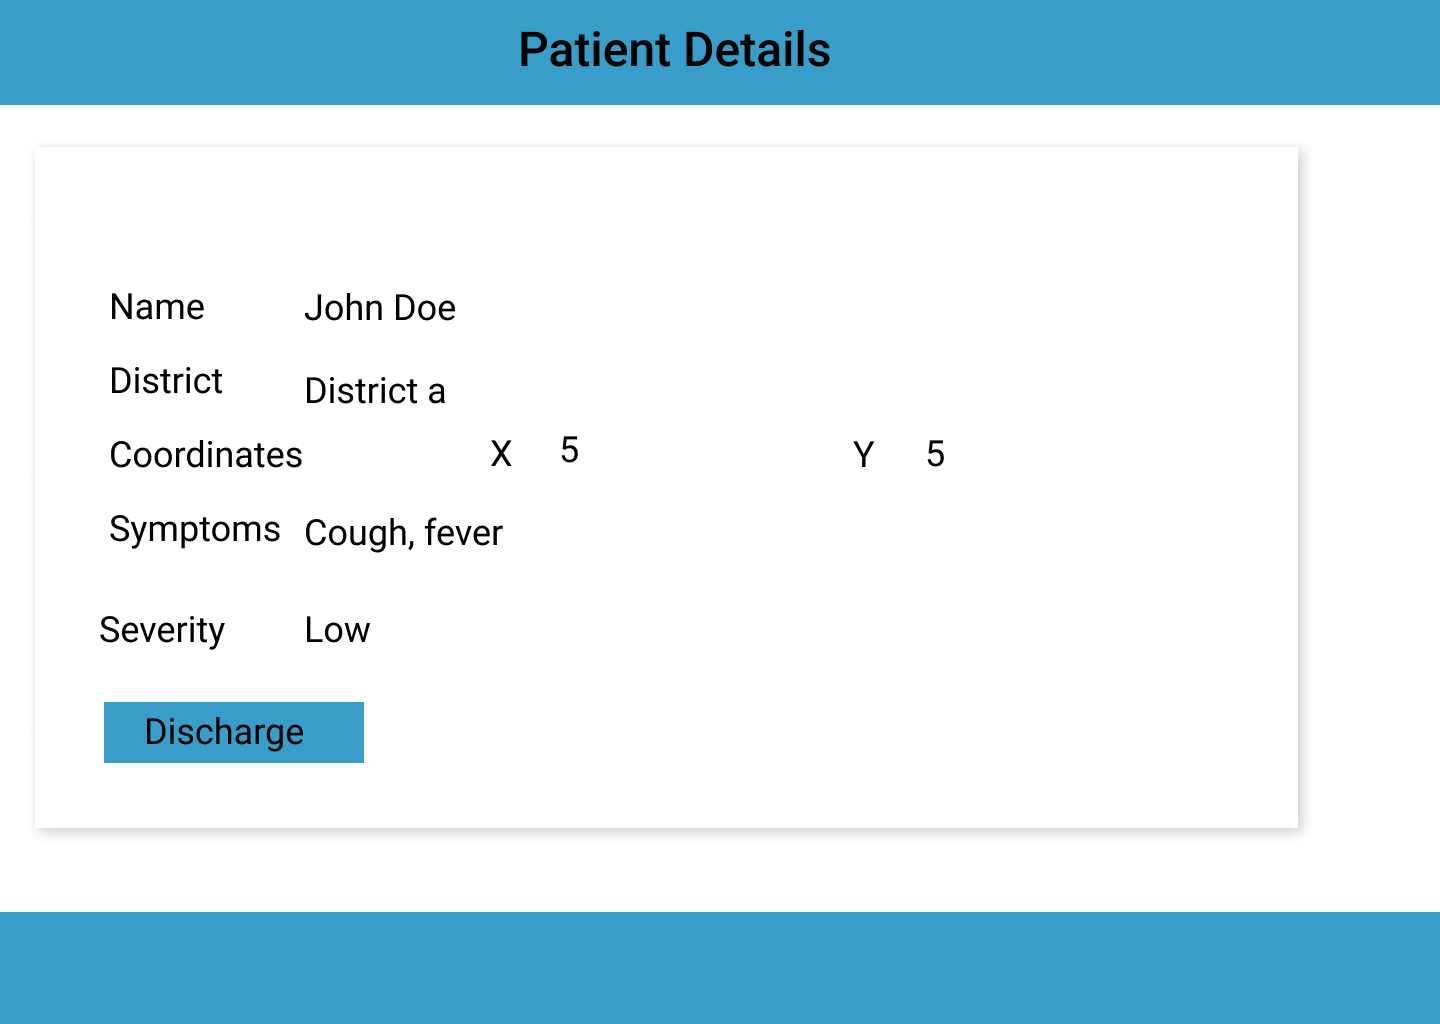 Patient Details
Name John Doe
District District a
Coordinates X 5 Y 5
Symptoms Cough, fever
Severity Low
Discharge